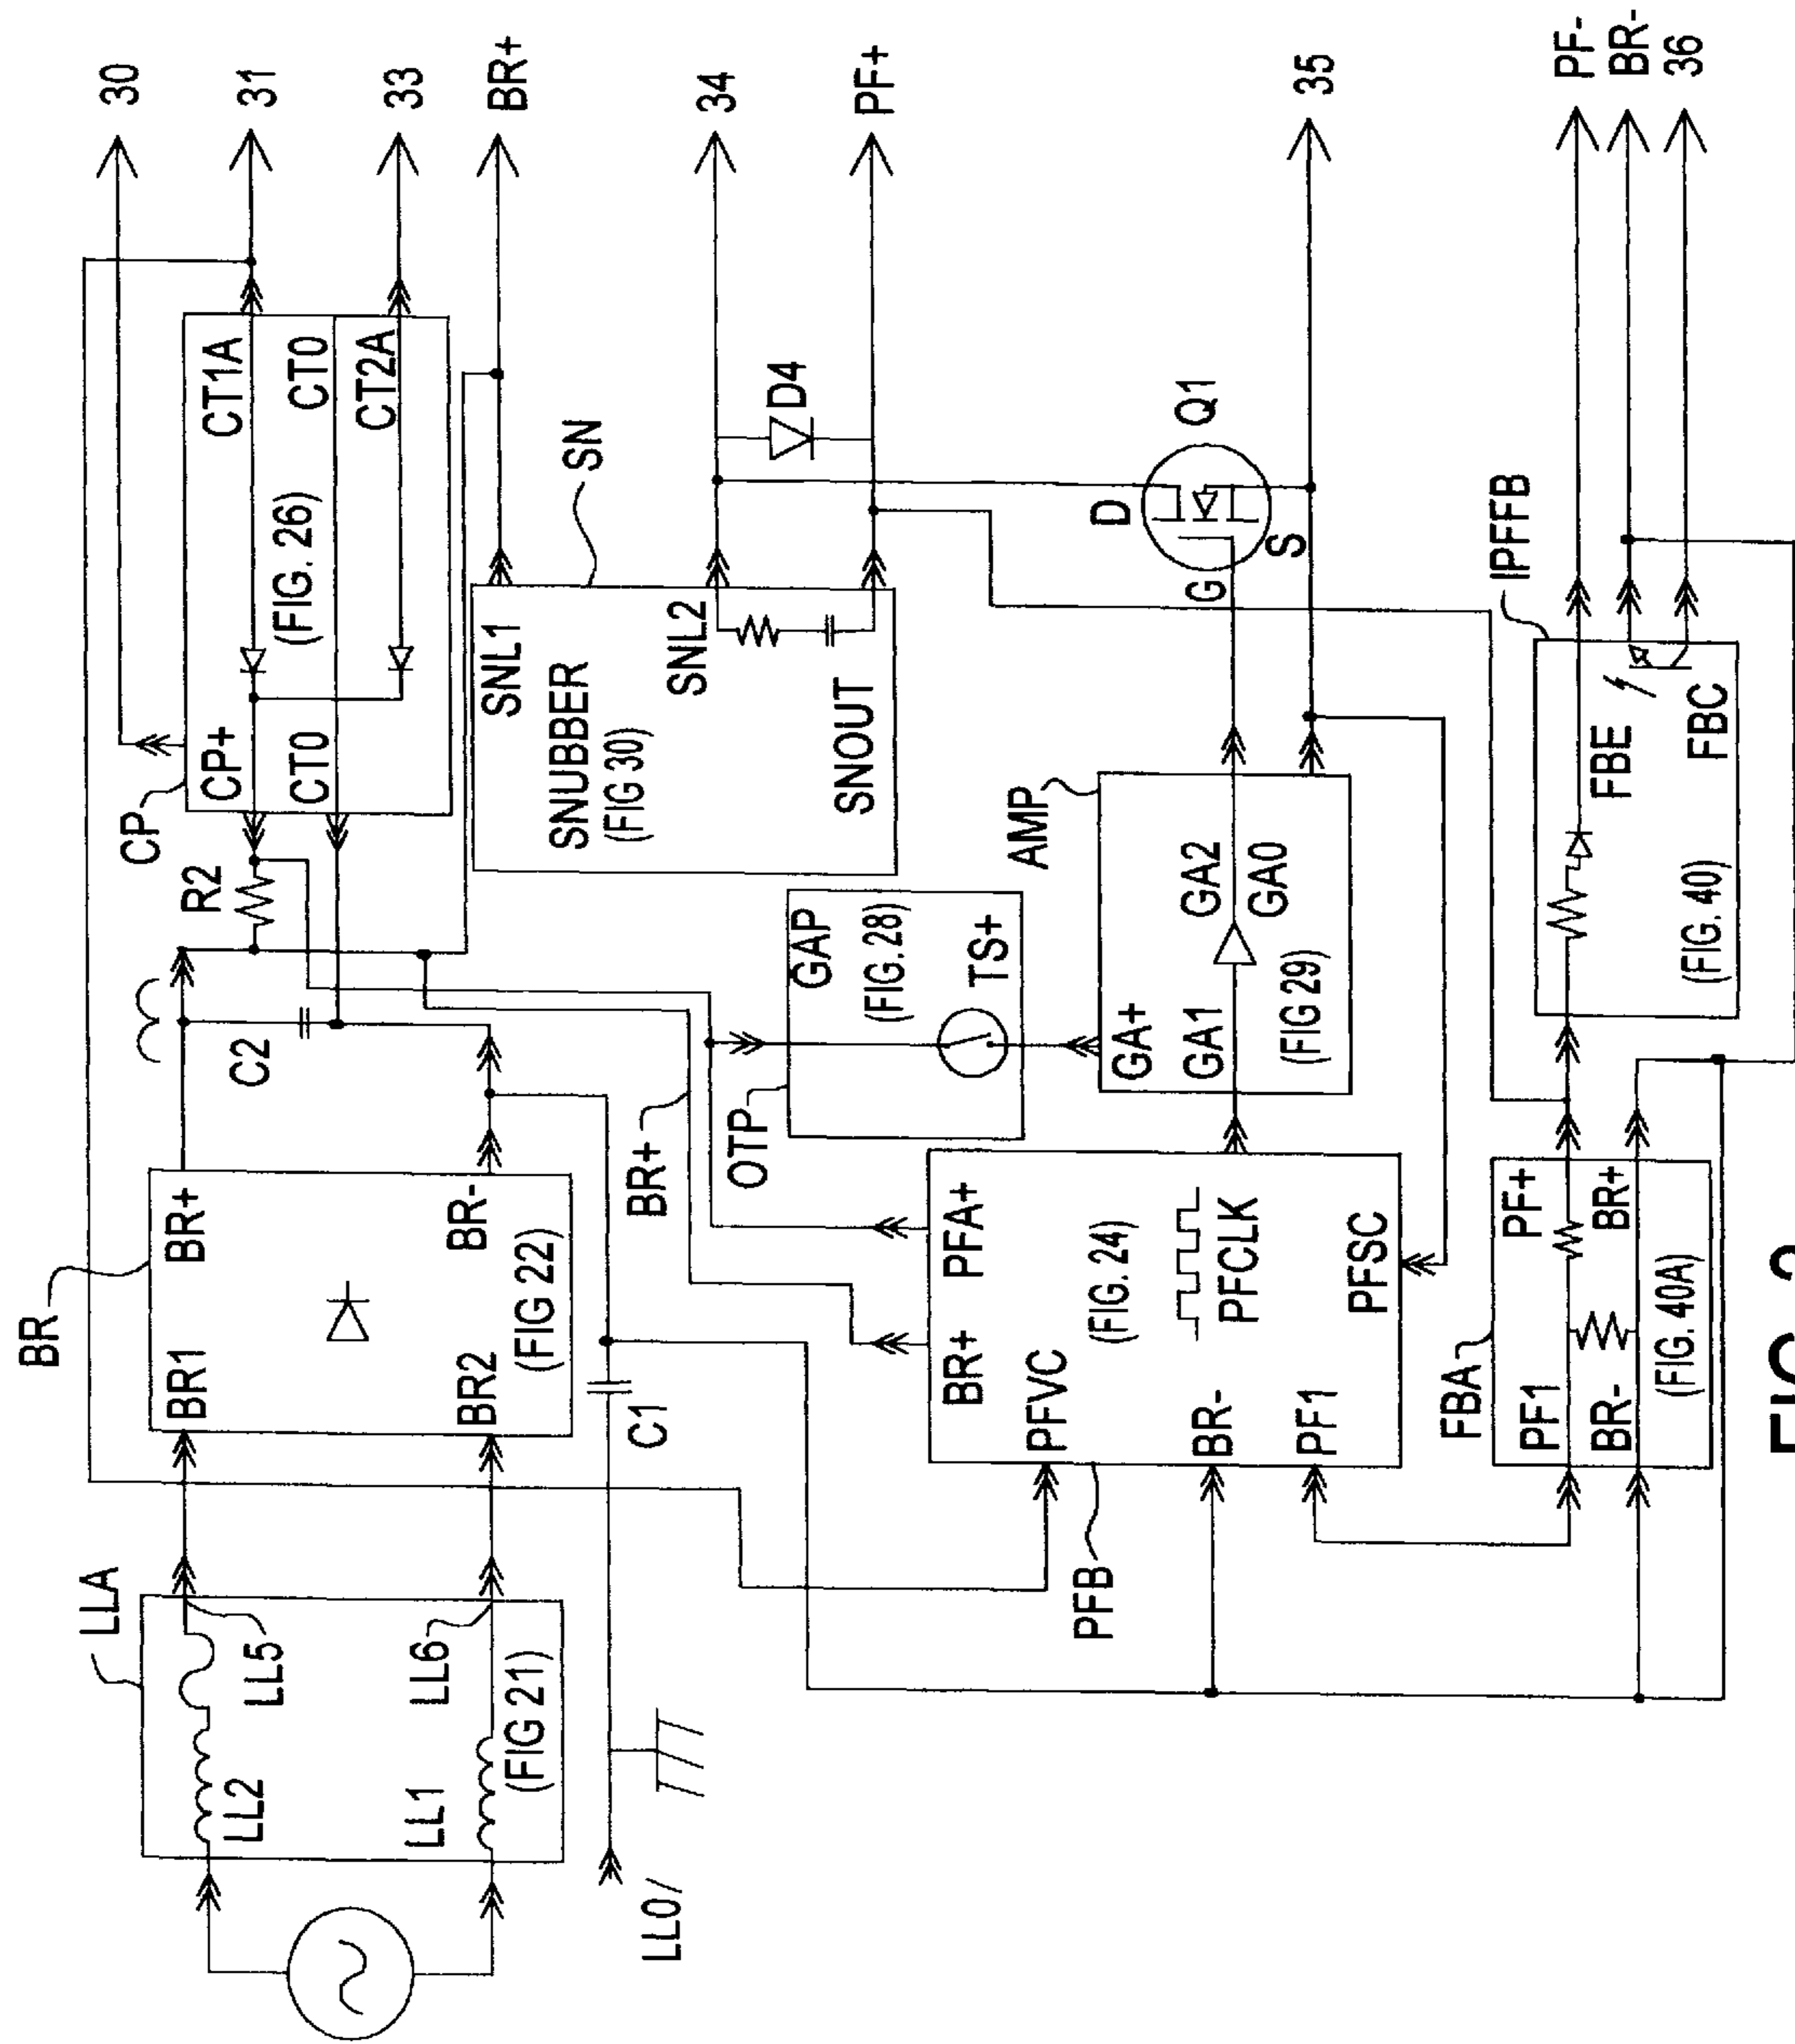 30
31
33
BR+
34
PF+
35
PF-
BR-
36
CT1A
CT0
CT2A
(FIG. 26)
CP+
CT0
CP
R2
C2
SN
SNL1
SNUBBER
(FIG 30)
SNL2
SNOUT
D4
Q1
D
G
S
IPFFB
FBE
FBC
(FIG. 40)
AMP
GA+
GA1
GA2
GA0
(FIG 29)
GAP
(FIG. 28)
TS+
OTP
BR+
BR
BR1
BR+
BR2
BR-
(FIG 22)
C1
BR+
PFA+
PFVC
(FIG. 24)
PFCLK
BR-
PF1
PFSC
PFB
FBA
PF1
PF+
BR-
BR+
(FIG. 40A)
LLA
LL2
LL5
LL1
LL6
(FIG 21)
LL0